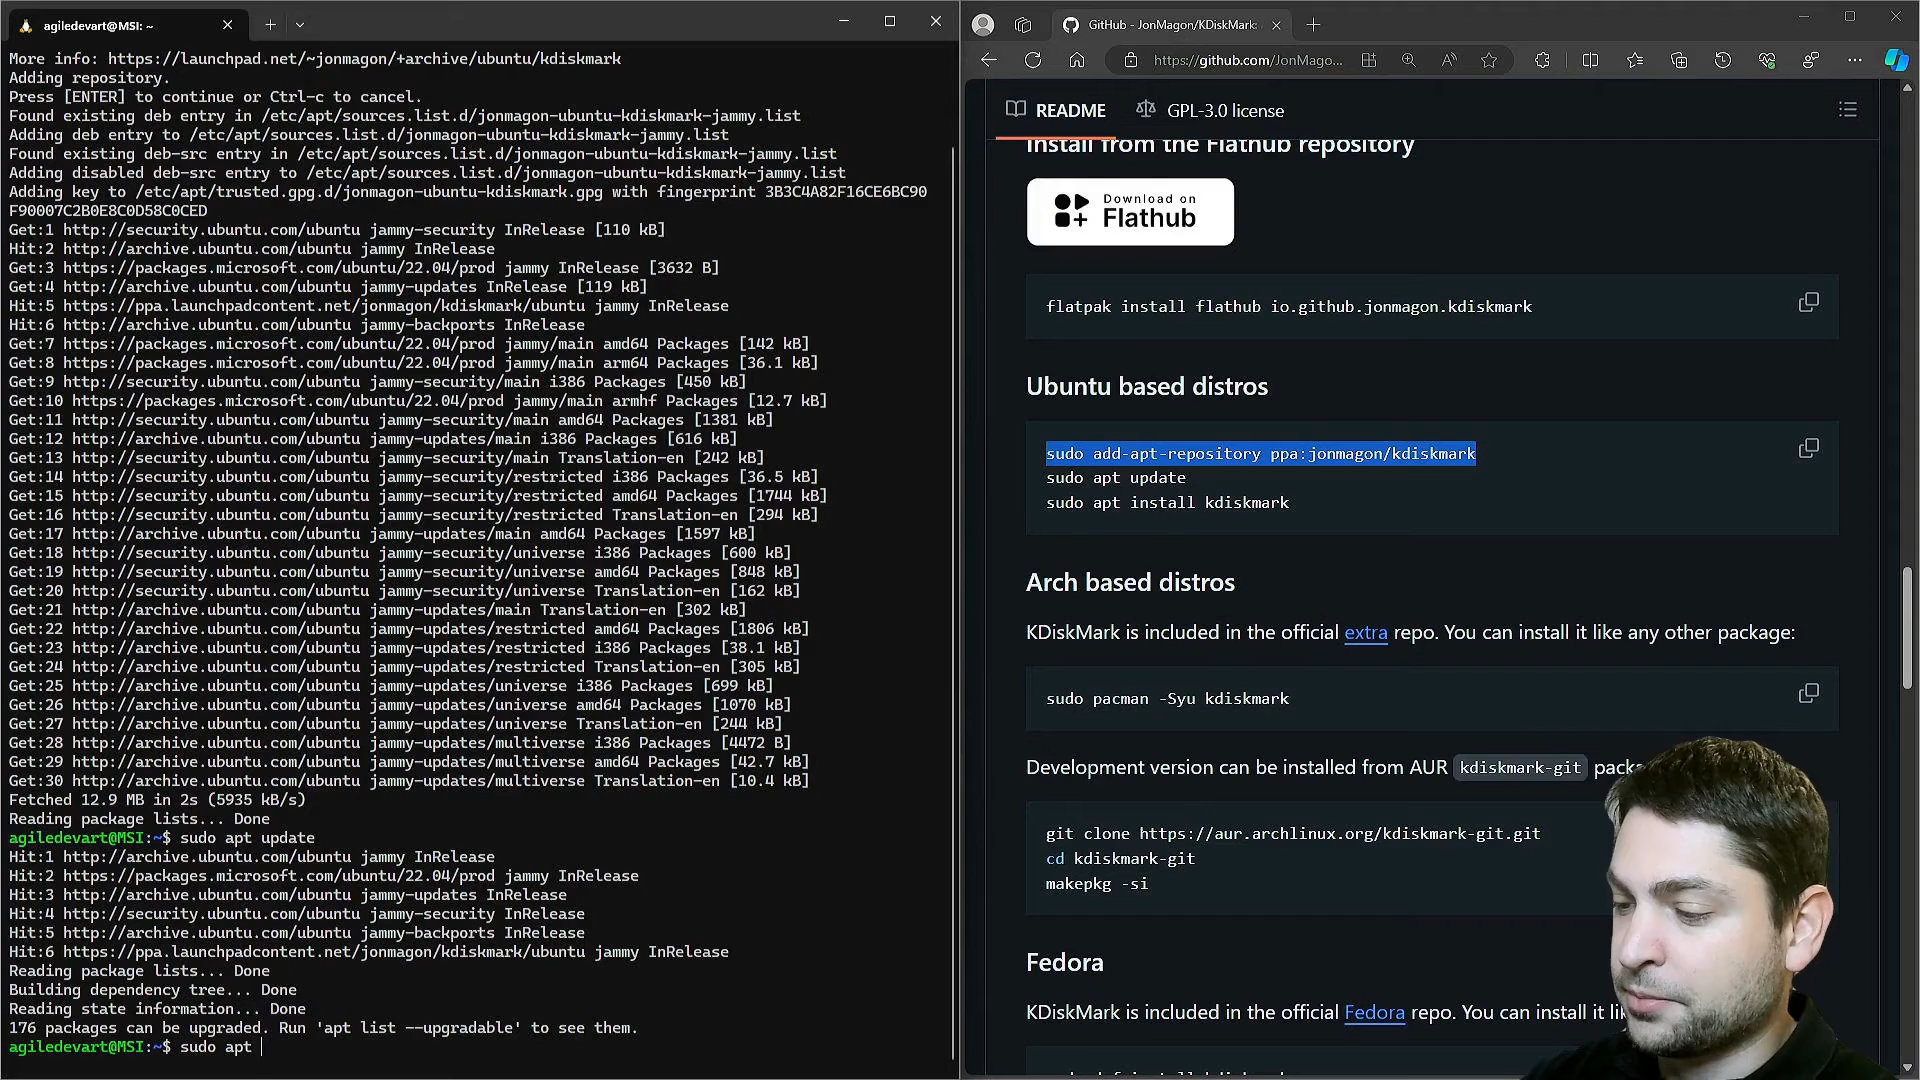 agiledevart@MSI: ~
More info: https://launchpad.net/~jonmagon/+archive/ubuntu/kdiskmark
Adding repository.
Press [ENTER] to continue or Ctrl-c to cancel.
Found existing deb entry in /etc/apt/sources.list.d/jonmagon-ubuntu-kdiskmark-jammy.list
Adding deb entry to /etc/apt/sources.list.d/jonmagon-ubuntu-kdiskmark-jammy.list
Found existing deb-src entry in /etc/apt/sources.list.d/jonmagon-ubuntu-kdiskmark-jammy.list
Adding disabled deb-src entry to /etc/apt/sources.list.d/jonmagon-ubuntu-kdiskmark-jammy.list
Adding key to /etc/apt/trusted.gpg.d/jonmagon-ubuntu-kdiskmark.gpg with fingerprint 3B3C4A82F16CE6BC90
F90007C2B0E8C0D58C0CED
Get:1 http://security.ubuntu.com/ubuntu jammy-security InRelease [110 kB]
Hit:2 http://archive.ubuntu.com/ubuntu jammy InRelease
Get:3 https://packages.microsoft.com/ubuntu/22.04/prod jammy InRelease [3632 B]
Get:4 http://archive.ubuntu.com/ubuntu jammy-updates InRelease [119 kB]
Hit:5 https://ppa.launchpadcontent.net/jonmagon/kdiskmark/ubuntu jammy InRelease
Hit:6 http://archive.ubuntu.com/ubuntu jammy-backports InRelease
Get:7 https://packages.microsoft.com/ubuntu/22.04/prod jammy/main amd64 Packages [142 kB]
Get:8 https://packages.microsoft.com/ubuntu/22.04/prod jammy/main arm64 Packages [36.1 kB]
Get:9 http://security.ubuntu.com/ubuntu jammy-security/main i386 Packages [450 kB]
Get:10 https://packages.microsoft.com/ubuntu/22.04/prod jammy/main armhf Packages [12.7 kB]
Get:11 http://security.ubuntu.com/ubuntu jammy-security/main amd64 Packages [1381 kB]
Get:12 http://archive.ubuntu.com/ubuntu jammy-updates/main i386 Packages [616 kB]
Get:13 http://security.ubuntu.com/ubuntu jammy-security/main Translation-en [242 kB]
Get:14 http://security.ubuntu.com/ubuntu jammy-security/restricted i386 Packages [36.5 kB]
Get:15 http://security.ubuntu.com/ubuntu jammy-security/restricted amd64 Packages [1744 kB]
Get:16 http://security.ubuntu.com/ubuntu jammy-security/restricted Translation-en [294 kB]
Get:17 http://archive.ubuntu.com/ubuntu jammy-updates/main amd64 Packages [1597 kB]
Get:18 http://security.ubuntu.com/ubuntu jammy-security/universe i386 Packages [600 kB]
Get:19 http://security.ubuntu.com/ubuntu jammy-security/universe amd64 Packages [848 kB]
Get:20 http://security.ubuntu.com/ubuntu jammy-security/universe Translation-en [162 kB]
Get:21 http://archive.ubuntu.com/ubuntu jammy-updates/main Translation-en [302 kB]
Get:22 http://archive.ubuntu.com/ubuntu jammy-updates/restricted amd64 Packages [1806 kB]
Get:23 http://archive.ubuntu.com/ubuntu jammy-updates/restricted i386 Packages [38.1 kB]
Get:24 http://archive.ubuntu.com/ubuntu jammy-updates/restricted Translation-en [305 kB]
Get:25 http://archive.ubuntu.com/ubuntu jammy-updates/universe i386 Packages [699 kB]
Get:26 http://archive.ubuntu.com/ubuntu jammy-updates/universe amd64 Packages [1070 kB]
Get:27 http://archive.ubuntu.com/ubuntu jammy-updates/universe Translation-en [244 kB]
Get:28 http://archive.ubuntu.com/ubuntu jammy-updates/multiverse i386 Packages [4472 B]
Get:29 http://archive.ubuntu.com/ubuntu jammy-updates/multiverse amd64 Packages [42.7 kB]
Get:30 http://archive.ubuntu.com/ubuntu jammy-updates/multiverse Translation-en [10.4 kB]
Fetched 12.9 MB in 2s (5935 kB/s)
Reading package lists... Done
agiledevart@MSI:~$ sudo apt update
Hit:1 http://archive.ubuntu.com/ubuntu jammy InRelease
Hit:2 https://packages.microsoft.com/ubuntu/22.04/prod jammy InRelease
Hit:3 http://archive.ubuntu.com/ubuntu jammy-updates InRelease
Hit:4 http://security.ubuntu.com/ubuntu jammy-security InRelease
Hit:5 http://archive.ubuntu.com/ubuntu jammy-backports InRelease
Hit:6 https://ppa.launchpadcontent.net/jonmagon/kdiskmark/ubuntu jammy InRelease
Reading package lists... Done
Building dependency tree... Done
Reading state information... Done
176 packages can be upgraded. Run 'apt list --upgradable' to see them.
agiledevart@MSI:~$ sudo apt
GitHub - JonMagon/KDiskMark:
https://github.com/JonMago...
README
GPL-3.0 license
Install from the Flathub repository
Download on
Flathub
flatpak install flathub io.github.jonmagon.kdiskmark
Ubuntu based distros
sudo add-apt-repository ppa:jonmagon/kdiskmark
sudo apt update
sudo apt install kdiskmark
Arch based distros
KDiskMark is included in the official extra repo. You can install it like any other package:
sudo pacman -Syu kdiskmark
Development version can be installed from AUR kdiskmark-git
git clone https://aur.archlinux.org/kdiskmark-git.git
cd kdiskmark-git
makepkg -si
Fedora
KDiskMark is included in the official Fedora repo. You can install it